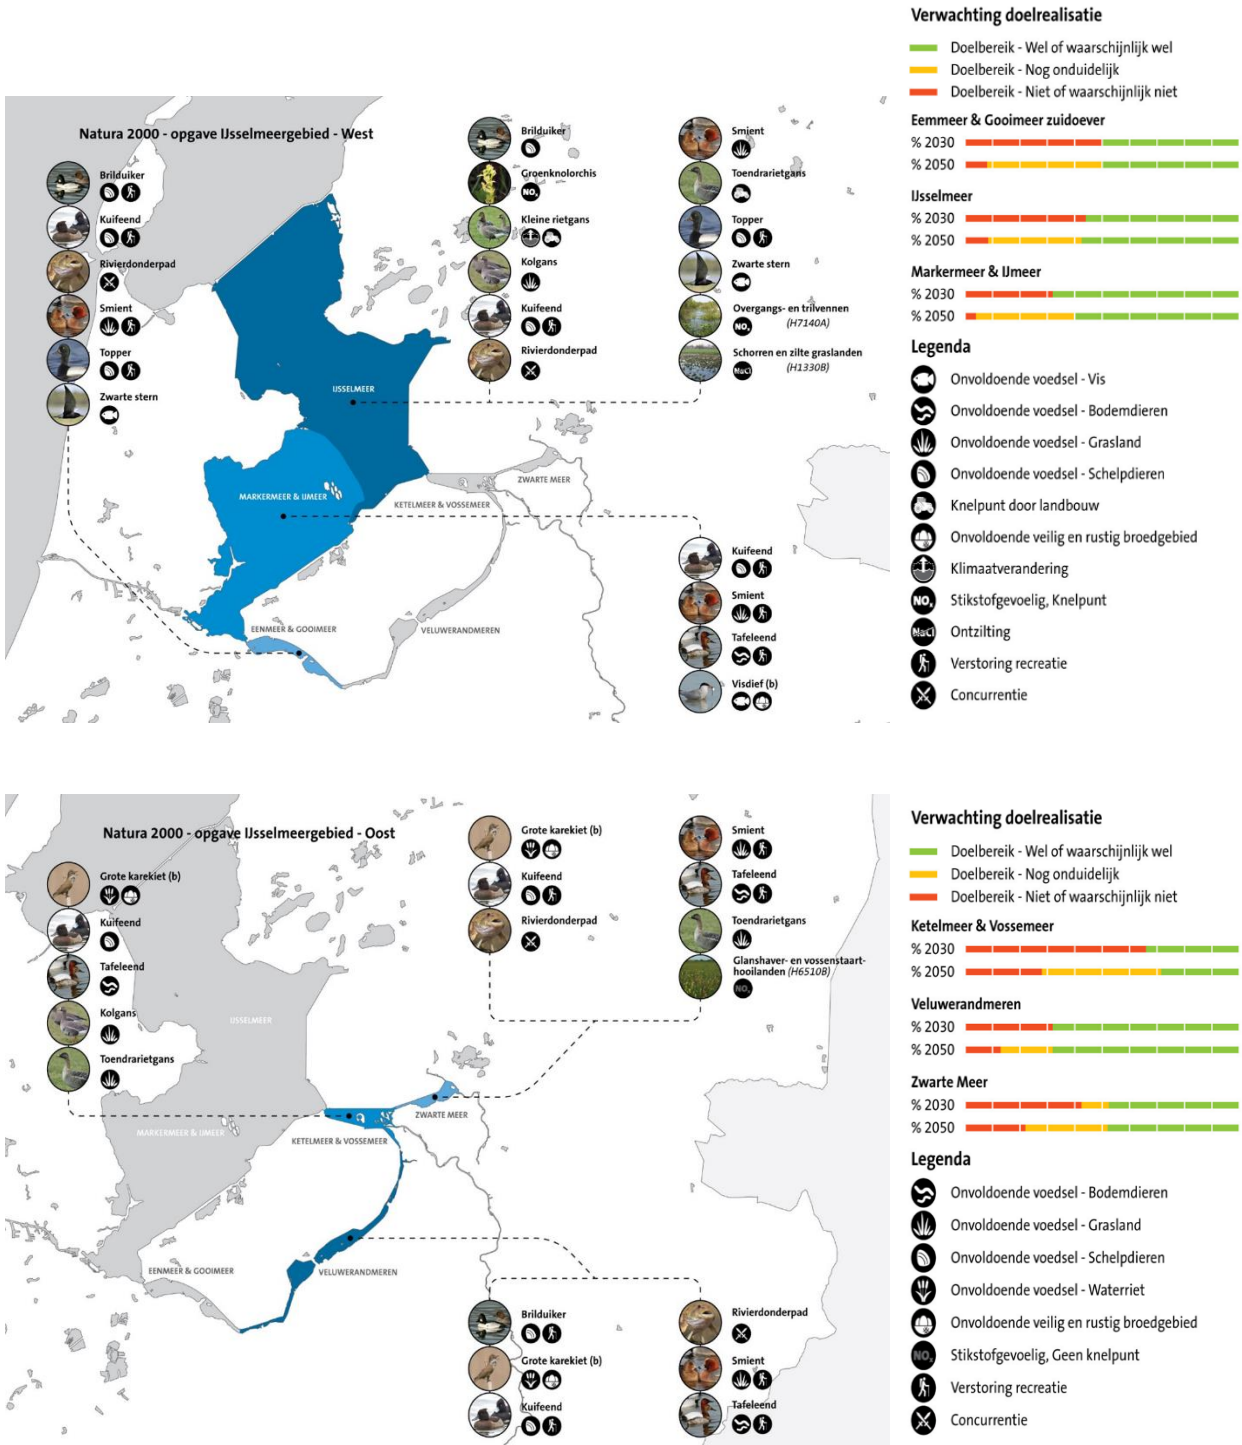 Verwachting doelrealisatie
Doelbereik - Wel of waarschijnlijk wel
Doelbereik - Nog onduidelijk
Doelbereik - Niet of waarschijnlijk niet
Eemmeer & Gooimeer zuidoever
% 2030
% 2050
IJsselmeer
% 2030
% 2050
Markermeer & IJmeer
% 2030
% 2050
Legenda
Onvoldoende voedsel - Vis
Onvoldoende voedsel - Bodemdieren
Onvoldoende voedsel - Grasland
Onvoldoende voedsel - Schelpdieren
Knelpunt door landbouw
Onvoldoende veilig en rustig broedgebied
Klimaatverandering
NOx Stikstofgevoelig, Knelpunt
NaCl Ontzilting
Verstoring recreatie
Concurrentie
Natura 2000 - opgave IJsselmeergebied - West
Brilduiker
Kuifeend
Rivierdonderpad
Smient
Topper
Zwarte stern
Brilduiker
Groenknolorchis
NOx
Kleine rietgans
Kolgans
Kuifeend
Rivierdonderpad
Smient
Toendrarietgans
Topper
Zwarte stern
Overgangs- en trilvennen
NOx (H7140A)
Schorren en zilte graslanden
NaCl (H1330B)
IJSSELMEER
MARKERMEER & IJMEER
KETELMEER & VOSSEMEER
ZWARTE MEER
EENMEER & GOOIMEER
VELUWERANDMEREN
Kuifeend
Smient
Tafeleend
Visdief (b)
Natura 2000 - opgave IJsselmeergebied - Oost
Grote karekiet (b)
Kuifeend
Tafeleend
Kolgans
Toendrarietgans
Grote karekiet (b)
Kuifeend
Rivierdonderpad
Smient
Tafeleend
Toendrarietgans
Glanshaver- en vossenstaart-
hooilanden (H6510B)
NOx
IJSSELMEER
MARKERMEER & IJMEER
KETELMEER & VOSSEMEER
ZWARTE MEER
EENMEER & GOOIMEER
VELUWERANDMEREN
Brilduiker
Grote karekiet (b)
Kuifeend
Rivierdonderpad
Smient
Tafeleend
Verwachting doelrealisatie
Doelbereik - Wel of waarschijnlijk wel
Doelbereik - Nog onduidelijk
Doelbereik - Niet of waarschijnlijk niet
Ketelmeer & Vossemeer
% 2030
% 2050
Veluwerandmeren
% 2030
% 2050
Zwarte Meer
% 2030
% 2050
Legenda
Onvoldoende voedsel - Bodemdieren
Onvoldoende voedsel - Grasland
Onvoldoende voedsel - Schelpdieren
Onvoldoende voedsel - Waterriet
Onvoldoende veilig en rustig broedgebied
NOx Stikstofgevoelig, Geen knelpunt
Verstoring recreatie
Concurrentie